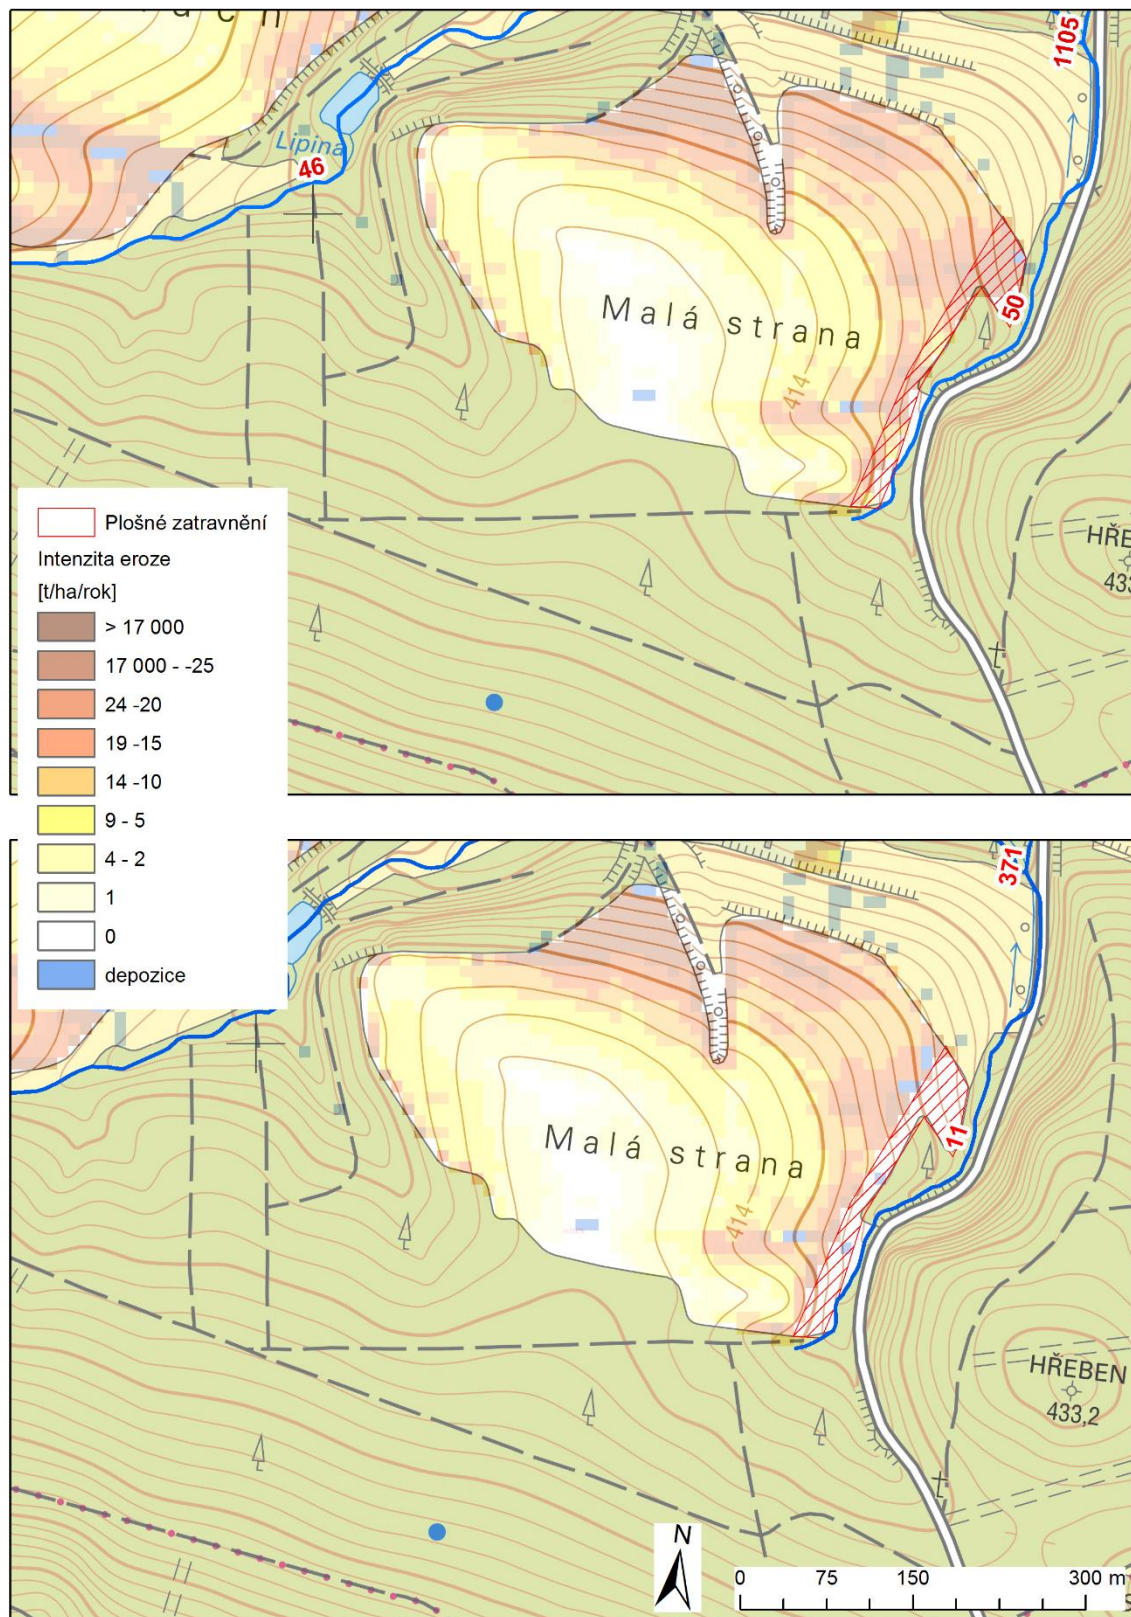 u c h
1105
Lipina
46
Malá strana
50
414
HŘE
433
Plošné zatravnění
Intenzita eroze
[t/ha/rok]
> 17 000
17 000 - -25
24 -20
19 -15
14 -10
9 - 5
4 - 2
1
0
depozice
371
Malá strana
11
414
HŘEBEN
433,2
N
0 75 150 300 m